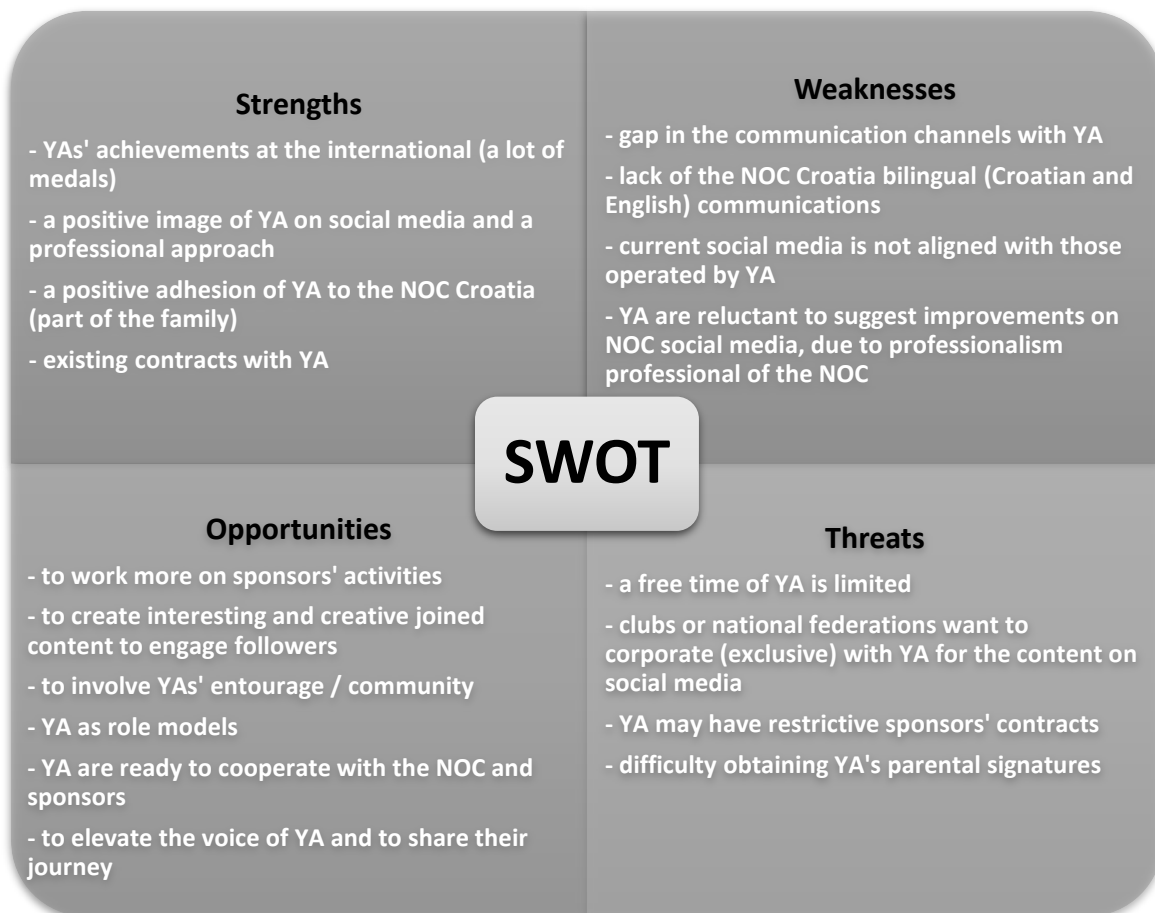 Strengths
- YAs' achievements at the international (a lot of
medals)
- a positive image of YA on social media and a
professional approach
- a positive adhesion of YA to the NOC Croatia
(part of the family)
- existing contracts with YA
Weaknesses
- gap in the communication channels with YA
- lack of the NOC Croatia bilingual (Croatian and
English) communications
- current social media is not aligned with those
operated by YA
- YA are reluctant to suggest improvements on
NOC social media, due to professionalism
professional of the NOC
SWOT
Opportunities
- to work more on sponsors' activities
- to create interesting and creative joined
content to engage followers
- to involve YAs' entourage / community
- YA as role models
- YA are ready to cooperate with the NOC and
sponsors
- to elevate the voice of YA and to share their
journey
Threats
- a free time of YA is limited
- clubs or national federations want to
corporate (exclusive) with YA for the content on
social media
- YA may have restrictive sponsors' contracts
- difficulty obtaining YA's parental signatures